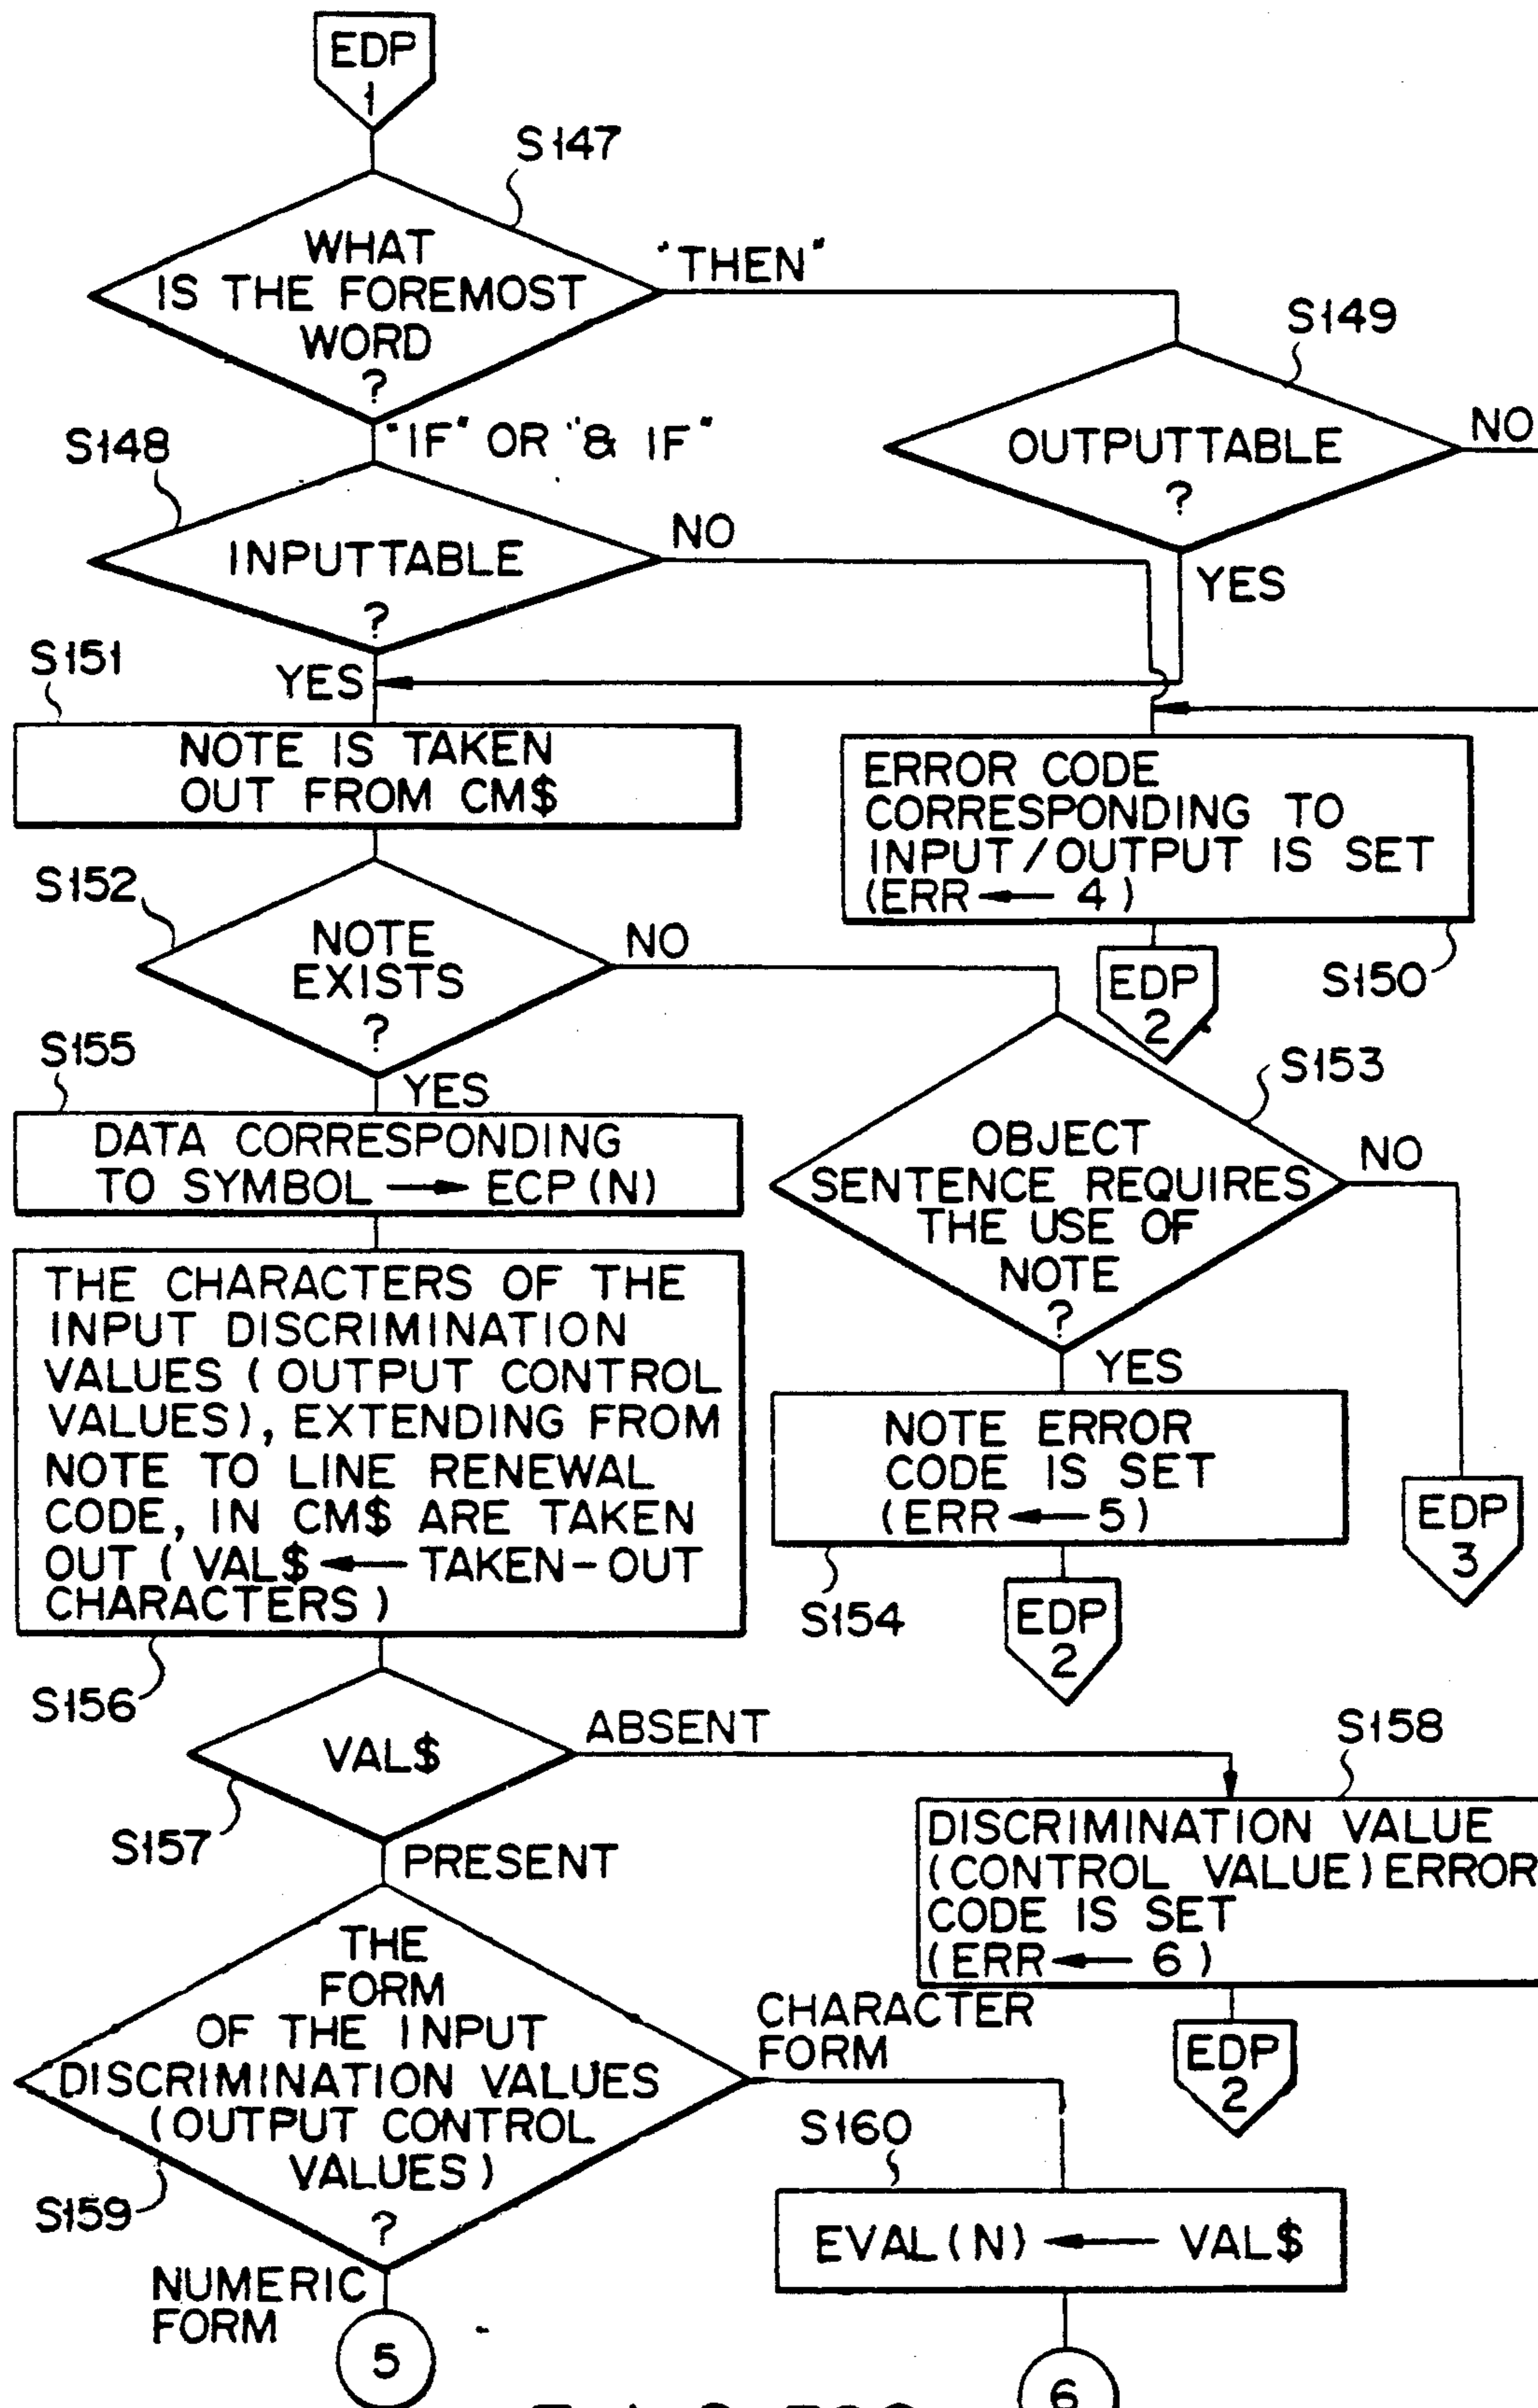 EDP
1
S147
WHAT
IS THE FOREMOST
WORD
?
"THEN"
S149
OUTPUTTABLE
?
NO
YES
"IF" OR "& IF"
S148
INPUTTABLE
?
NO
YES
S151
NOTE IS TAKEN
OUT FROM CM$
ERROR CODE
CORRESPONDING TO
INPUT/OUTPUT IS SET
(ERR ← 4)
S150
EDP
2
S152
NOTE
EXISTS
?
NO
YES
S155
DATA CORRESPONDING
TO SYMBOL → ECP(N)
S153
OBJECT
SENTENCE REQUIRES
THE USE OF
NOTE
?
NO
YES
EDP
3
NOTE ERROR
CODE IS SET
(ERR ← 5)
S154
EDP
2
THE CHARACTERS OF THE
INPUT DISCRIMINATION
VALUES (OUTPUT CONTROL
VALUES), EXTENDING FROM
NOTE TO LINE RENEWAL
CODE, IN CM$ ARE TAKEN
OUT (VAL$ ← TAKEN-OUT
CHARACTERS)
S156
VAL$
ABSENT
S157
PRESENT
S158
DISCRIMINATION VALUE
(CONTROL VALUE) ERROR
CODE IS SET
(ERR ← 6)
EDP
2
THE
FORM
OF THE INPUT
DISCRIMINATION VALUES
(OUTPUT CONTROL
VALUES)
?
S159
CHARACTER
FORM
S160
EVAL(N) ← VAL$
NUMERIC
FORM
5
6